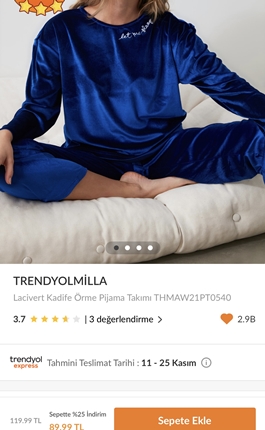 let me sleep
TRENDYOLMİLLA
Lacivert Kadife Örme Pijama Takımı THMAW21PT0540
3.7 | 3 değerlendirme
2.9B
trendyol express
Tahmini Teslimat Tarihi : 11 - 25 Kasım
119.99 TL
Sepette %25 İndirim
89.99 TL
Sepete Ekle